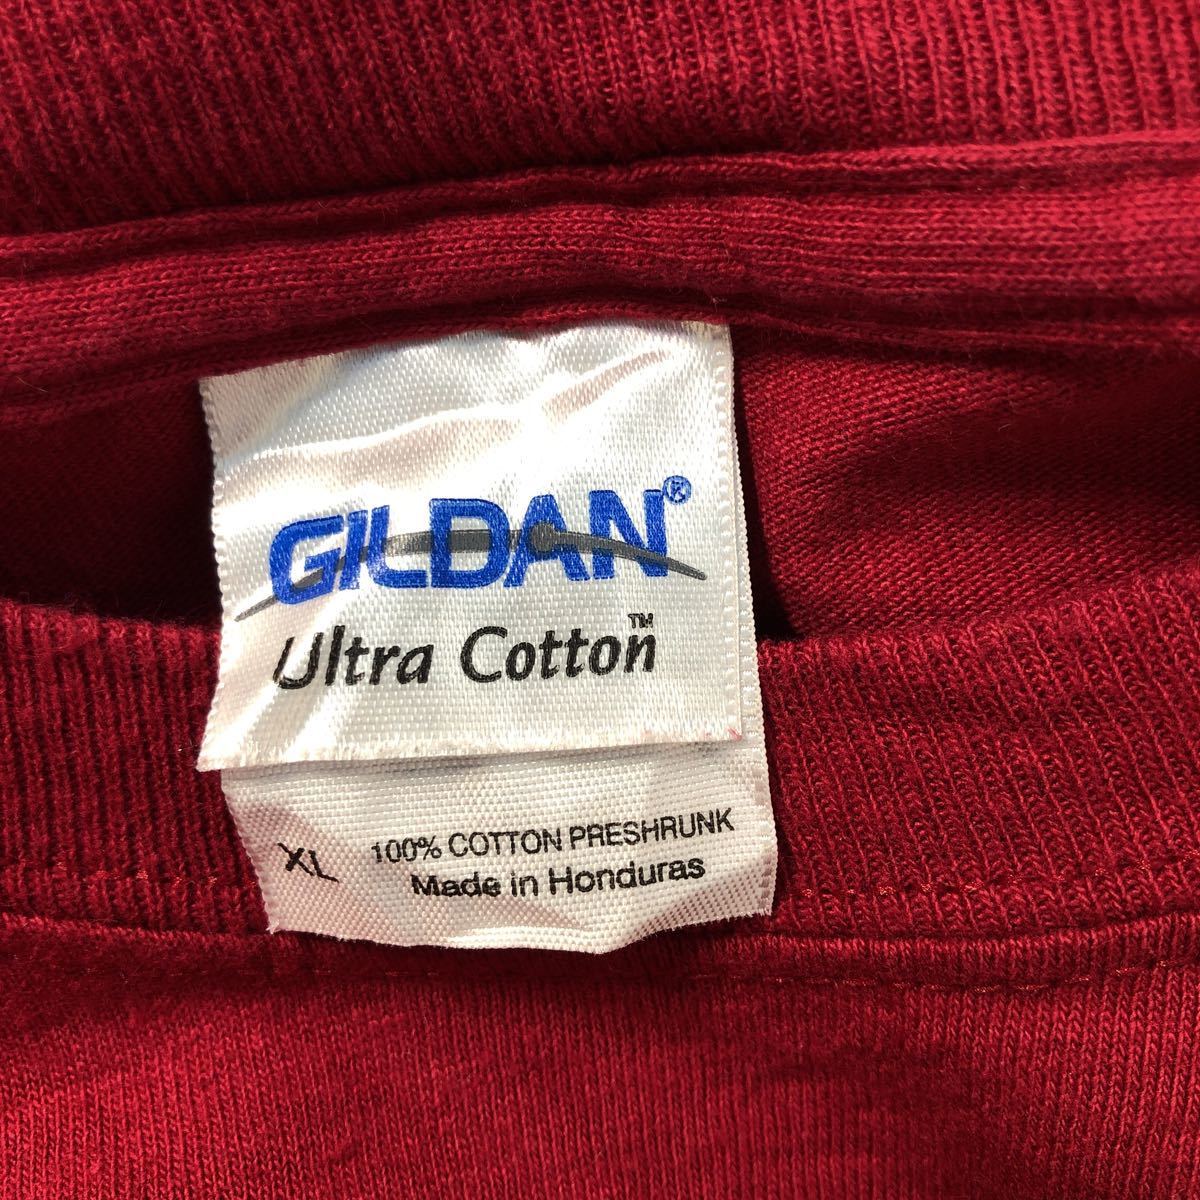 GILDAN®
Ultra Cotton™
XL 100% COTTON PRESHRUNK
Made in Honduras